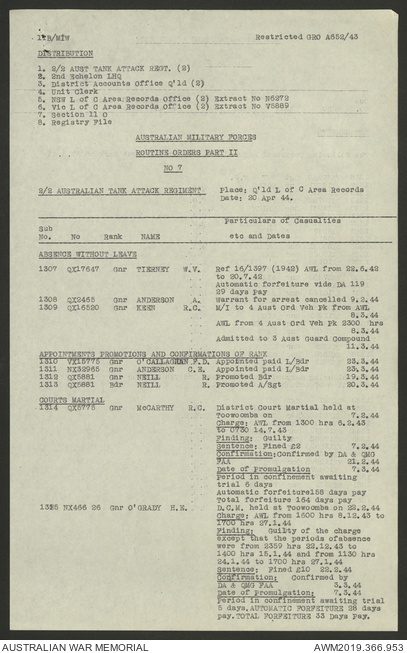 ITB/MTW Restricted GRO A652/43
DISTRIBUTION
1. 2/2 AUST TANK ATTACK REGT. (2)
2. 2nd Echelon LHQ
3. District Accounts Office Q'ld (2)
4. Unit Clerk
5. NSW L of C Area Records Office (2) Extract No N6272
6. Vic L of C Area Records Office (2) Extract No V5889
7. Section 11 O
8. Registry File
AUSTRALIAN MILITARY FORCES
ROUTINE ORDERS PART II
NO 7
2/2 AUSTRALIAN TANK ATTACK REGIMENT Place: Q'ld L of C Area Records
Date: 20 Apr 44.
Particulars of Casualties
Sub
No. No Rank NAME etc and Dates
ABSENCE WITHOUT LEAVE
1307 QX17647 Gnr TIERNEY W.V. Ref 16/1397 (1942) AWL from 22.6.42
to 20.7.42
Automatic forfeiture vide DA 119
29 days Pay
1308 QX2465 Gnr ANDERSON A. Warrant for arrest cancelled 9.2.44
1309 QX16520 Gnr KEEN R.C. M/I to 4 Aust Ord Veh Pk from AWL
8.3.44
AWL from 4 Aust Ord Veh Pk 2300 hrs
8.3.44
Admitted to 3 Aust Guard Compound
11.3.44
APPOINTMENTS PROMOTIONS AND CONFIRMATIONS OF RANK
1310 VX15775 Gnr O'CALLAGHAN F.D. Appointed paid L/Bdr 23.3.44
1311 NX32965 Gnr ANDERSON C.N. Appointed paid L/Bdr 23.3.44
1312 QX5881 Gnr NEILL R. Promoted Bdr 19.3.44
1313 QX5881 Bdr NEILL R. Promoted A/Sgt 20.3.44
COURTS MARTIAL
1314 QX5775 Gnr McCARTHY R.C. District Court Martial held at
Toowoomba on 7.2.44
Charge: AWL from 1300 hrs 6.2.43
to 0730 14.7.43
Finding: Guilty
Sentence: Fined £2 7.2.44
Confirmation: Confirmed by DA & QMG
FAA 21.2.44
Date of Promulgation 7.3.44
Period in confinement awaiting
trial 6 days
Automatic forfeiture 158 days pay
Total forfeiture 164 days pay
1315 NX466 26 Gnr O'GRADY H.N. D.C.M. held at Toowoomba on 22.2.44
Charge: AWL from 1600 hrs 8.12.43 to
1700 hrs 27.1.44
Finding: Guilty of the charge
except that the periods of absence
were from 2359 hrs 22.12.43 to
1400 hrs 15.1.44 and from 1130 hrs
24.1.44 to 1700 hrs 27.1.44
Sentence: Fined £10 22.2.44
Confirmation: Confirmed by
DA & QMG FAA 3.3.44
Date of Promulgation: 7.3.44
Period in confinement awaiting trial
5 days. AUTOMATIC FORFEITURE 28 days
pay. TOTAL FORFEITURE 33 Days Pay.
AUSTRALIAN WAR MEMORIAL AWM2019.366.953